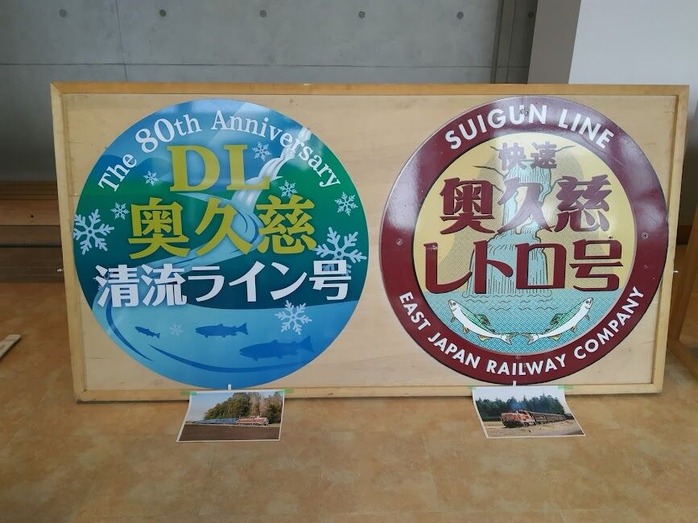 The 80th Anniversary
DL
奥久慈
清流ライン号
SUIGUN LINE
快速
奥久慈
レトロ号
EAST JAPAN RAILWAY COMPANY